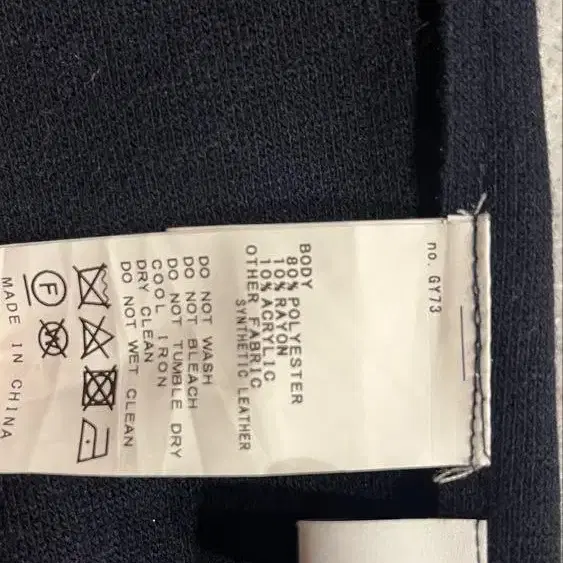 no. GY73
BODY
80% POLYESTER
10% RAYON
10% ACRYLIC
OTHER FABRIC
SYNTHETIC LEATHER
DO NOT WASH
DO NOT BLEACH
DO NOT TUMBLE DRY
COOL IRON
DRY CLEAN
DO NOT WET CLEAN
F
W
MADE IN CHINA